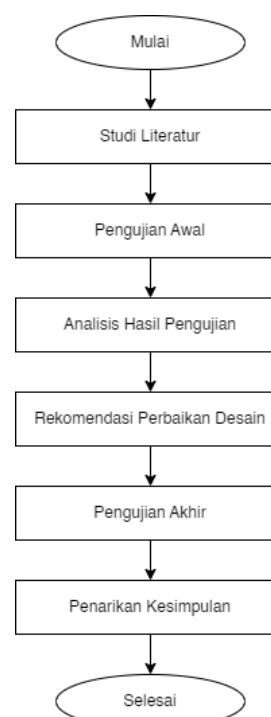 Mulai
Studi Literatur
Pengujian Awal
Analisis Hasil Pengujian
Rekomendasi Perbaikan Desain
Pengujian Akhir
Penarikan Kesimpulan
Selesai